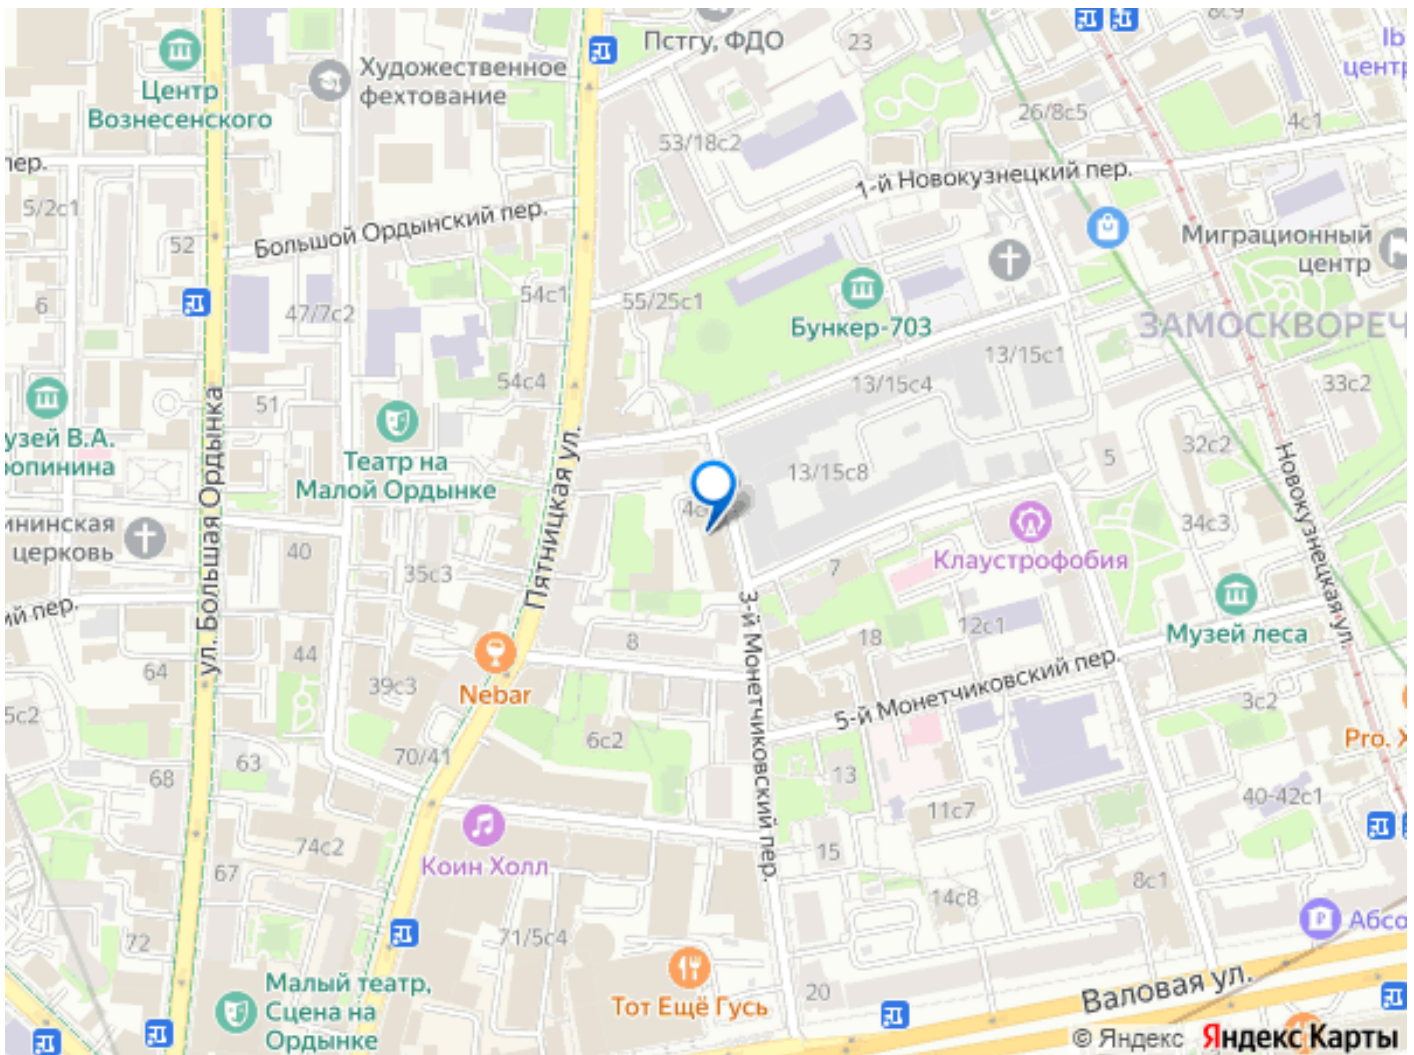 Пстгу, ФДО
23
8с9
Ib
центр
Художественное
фехтование
Центр
Вознесенского
26/8с5
4с1
53/18с2
пер.
1-й Новокузнецкий пер.
5/2с1
Большой Ордынский пер.
52
Миграционный
центр
6
47/7с2
54с1
55/25с1
Бункер-703
ЗАМОСКВОРЕЧ
13/15с1
54с4
13/15с4
33с2
51
узей В.А.
ропинина
Театр на
Малой Ордынке
ул. Большая Ордынка
Пятницкая ул.
13/15с8
5
32с2
Новокузнецкая ул.
ининская
церковь
40
34с3
Клаустрофобия
35с3
7
ий пер.
3-й Монетчиковский пер.
12с1
Музей леса
8
18
44
64
39с3
Nebar
5-й Монетчиковский пер.
3с2
5с2
6с2
Pro. X
70/41
63
68
13
40-42с1
11с7
74с2
Коин Холл
15
67
8с1
14с8
Абсо
72
71/5с4
Малый театр,
Сцена на
Ордынке
Тот Ещё Гусь
20
Валовая ул.
© Яндекс Яндекс Карты